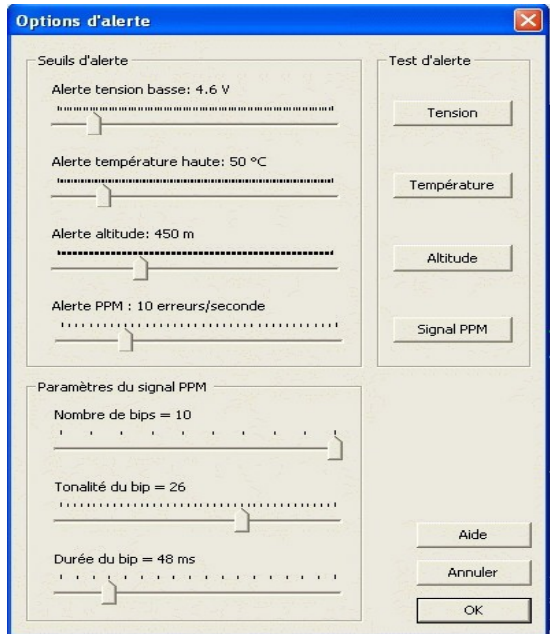 Options d'alerte
Seuils d'alerte
Alerte tension basse: 4.6 V
Alerte température haute: 50 °C
Alerte altitude: 450 m
Alerte PPM : 10 erreurs/seconde
Test d'alerte
Tension
Température
Altitude
Signal PPM
Paramètres du signal PPM
Nombre de bips = 10
Tonalité du bip = 26
Durée du bip = 48 ms
Aide
Annuler
OK